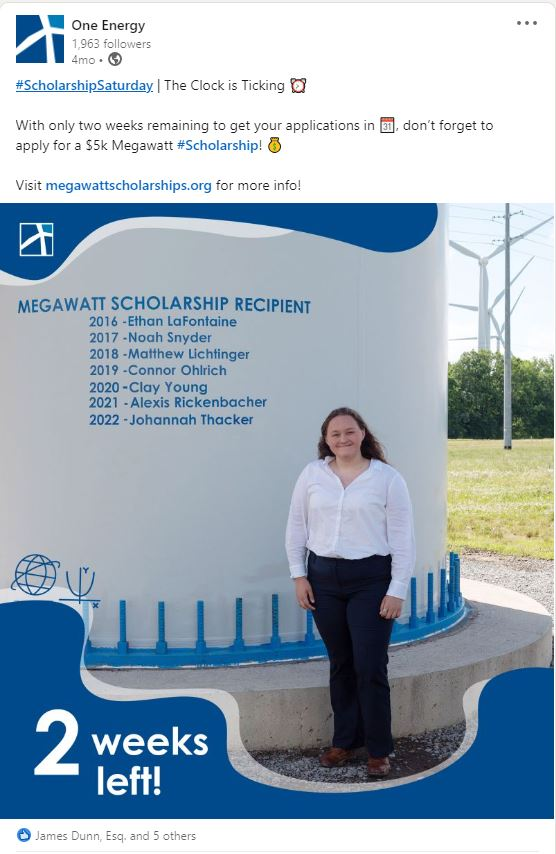 One Energy
1,963 followers
4mo •
#ScholarshipSaturday | The Clock is Ticking ⏰
With only two weeks remaining to get your applications in 📅, don't forget to
apply for a $5k Megawatt #Scholarship! 💰
Visit megawattscholarships.org for more info!
MEGAWATT SCHOLARSHIP RECIPIENT
2016 -Ethan LaFontaine
2017 -Noah Snyder
2018 -Matthew Lichtinger
2019 -Connor Ohlrich
2020 -Clay Young
2021 -Alexis Rickenbacher
2022 -Johannah Thacker
Y
X
2 weeks
left!
James Dunn, Esq. and 5 others